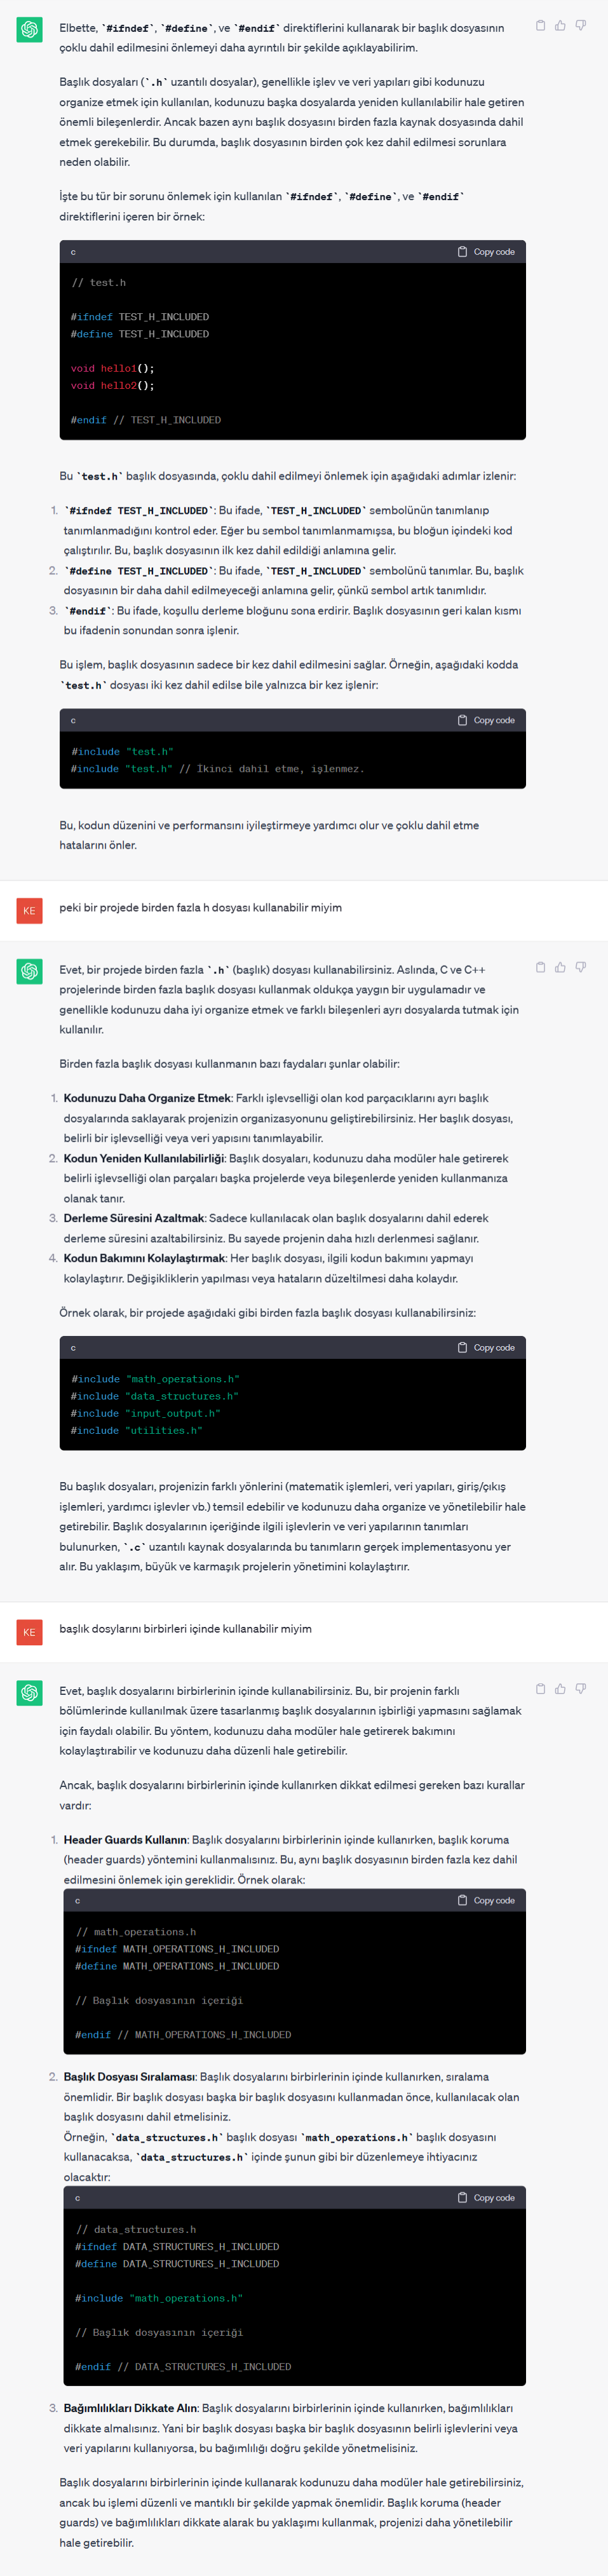 Elbette, `#ifndef`, `#define`, ve `#endif` direktiflerini kullanarak bir başlık dosyasının
çoklu dahil edilmesini önlemeyi daha ayrıntılı bir şekilde açıklayabilirim.
Başlık dosyaları (`.h` uzantılı dosyalar), genellikle işlev ve veri yapıları gibi kodunuzu
organize etmek için kullanılan, kodunuzu başka dosyalarda yeniden kullanılabilir hale getiren
önemli bileşenlerdir. Ancak bazen aynı başlık dosyasını birden fazla kaynak dosyasında dahil
etmek gerekebilir. Bu durumda, başlık dosyasının birden çok kez dahil edilmesi sorunlara
neden olabilir.
İşte bu tür bir sorunu önlemek için kullanılan `#ifndef`, `#define`, ve `#endif`
direktiflerini içeren bir örnek:
c Copy code
// test.h
#ifndef TEST_H_INCLUDED
#define TEST_H_INCLUDED
void hello1();
void hello2();
#endif // TEST_H_INCLUDED
Bu `test.h` başlık dosyasında, çoklu dahil edilmeyi önlemek için aşağıdaki adımlar izlenir:
1. `#ifndef TEST_H_INCLUDED`: Bu ifade, `TEST_H_INCLUDED` sembolünün tanımlanıp
tanımlanmadığını kontrol eder. Eğer bu sembol tanımlanmamışsa, bu bloğun içindeki kod
çalıştırılır. Bu, başlık dosyasının ilk kez dahil edildiği anlamına gelir.
2. `#define TEST_H_INCLUDED`: Bu ifade, `TEST_H_INCLUDED` sembolünü tanımlar. Bu, başlık
dosyasının bir daha dahil edilmeyeceği anlamına gelir, çünkü sembol artık tanımlıdır.
3. `#endif`: Bu ifade, koşullu derleme bloğunu sona erdirir. Başlık dosyasının geri kalan kısmı
bu ifadenin sonundan sonra işlenir.
Bu işlem, başlık dosyasının sadece bir kez dahil edilmesini sağlar. Örneğin, aşağıdaki kodda
`test.h` dosyası iki kez dahil edilse bile yalnızca bir kez işlenir:
c Copy code
#include "test.h"
#include "test.h" // İkinci dahil etme, işlenmez.
Bu, kodun düzenini ve performansını iyileştirmeye yardımcı olur ve çoklu dahil etme
hatalarını önler.
KE peki bir projede birden fazla h dosyası kullanabilir miyim
Evet, bir projede birden fazla `.h` (başlık) dosyası kullanabilirsiniz. Aslında, C ve C++
projelerinde birden fazla başlık dosyası kullanmak oldukça yaygın bir uygulamadır ve
genellikle kodunuzu daha iyi organize etmek ve farklı bileşenleri ayrı dosyalarda tutmak için
kullanılır.
Birden fazla başlık dosyası kullanmanın bazı faydaları şunlar olabilir:
1. Kodunuzu Daha Organize Etmek: Farklı işlevselliği olan kod parçacıklarını ayrı başlık
dosyalarında saklayarak projenizin organizasyonunu geliştirebilirsiniz. Her başlık dosyası,
belirli bir işlevselliği veya veri yapısını tanımlayabilir.
2. Kodun Yeniden Kullanılabilirliği: Başlık dosyaları, kodunuzu daha modüler hale getirerek
belirli işlevselliği olan parçaları başka projelerde veya bileşenlerde yeniden kullanmanıza
olanak tanır.
3. Derleme Süresini Azaltmak: Sadece kullanılacak olan başlık dosyalarını dahil ederek
derleme süresini azaltabilirsiniz. Bu sayede projenin daha hızlı derlenmesi sağlanır.
4. Kodun Bakımını Kolaylaştırmak: Her başlık dosyası, ilgili kodun bakımını yapmayı
kolaylaştırır. Değişikliklerin yapılması veya hataların düzeltilmesi daha kolaydır.
Örnek olarak, bir projede aşağıdaki gibi birden fazla başlık dosyası kullanabilirsiniz:
c Copy code
#include "math_operations.h"
#include "data_structures.h"
#include "input_output.h"
#include "utilities.h"
Bu başlık dosyaları, projenizin farklı yönlerini (matematik işlemleri, veri yapıları, giriş/çıkış
işlemleri, yardımcı işlevler vb.) temsil edebilir ve kodunuzu daha organize ve yönetilebilir hale
getirebilir. Başlık dosyalarının içeriğinde ilgili işlevlerin ve veri yapılarının tanımları
bulunurken, `.c` uzantılı kaynak dosyalarında bu tanımların gerçek implementasyonu yer
alır. Bu yaklaşım, büyük ve karmaşık projelerin yönetimini kolaylaştırır.
KE başlık dosylarını birbirleri içinde kullanabilir miyim
Evet, başlık dosyalarını birbirlerinin içinde kullanabilirsiniz. Bu, bir projenin farklı
bölümlerinde kullanılmak üzere tasarlanmış başlık dosyalarının işbirliği yapmasını sağlamak
için faydalı olabilir. Bu yöntem, kodunuzu daha modüler hale getirerek bakımını
kolaylaştırabilir ve kodunuzu daha düzenli hale getirebilir.
Ancak, başlık dosyalarını birbirlerinin içinde kullanırken dikkat edilmesi gereken bazı kurallar
vardır:
1. Header Guards Kullanın: Başlık dosyalarını birbirlerinin içinde kullanırken, başlık koruma
(header guards) yöntemini kullanmalısınız. Bu, aynı başlık dosyasının birden fazla kez dahil
edilmesini önlemek için gereklidir. Örnek olarak:
c Copy code
// math_operations.h
#ifndef MATH_OPERATIONS_H_INCLUDED
#define MATH_OPERATIONS_H_INCLUDED
// Başlık dosyasının içeriği
#endif // MATH_OPERATIONS_H_INCLUDED
2. Başlık Dosyası Sıralaması: Başlık dosyalarını birbirlerinin içinde kullanırken, sıralama
önemlidir. Bir başlık dosyası başka bir başlık dosyasını kullanmadan önce, kullanılacak olan
başlık dosyasını dahil etmelisiniz.
Örneğin, `data_structures.h` başlık dosyası `math_operations.h` başlık dosyasını
kullanacaksa, `data_structures.h` içinde şunun gibi bir düzenlemeye ihtiyacınız
olacaktır:
c Copy code
// data_structures.h
#ifndef DATA_STRUCTURES_H_INCLUDED
#define DATA_STRUCTURES_H_INCLUDED
#include "math_operations.h"
// Başlık dosyasının içeriği
#endif // DATA_STRUCTURES_H_INCLUDED
3. Bağımlılıkları Dikkate Alın: Başlık dosyalarını birbirlerinin içinde kullanırken, bağımlılıkları
dikkate almalısınız. Yani bir başlık dosyası başka bir başlık dosyasının belirli işlevlerini veya
veri yapılarını kullanıyorsa, bu bağımlılığı doğru şekilde yönetmelisiniz.
Başlık dosyalarını birbirlerinin içinde kullanarak kodunuzu daha modüler hale getirebilirsiniz,
ancak bu işlemi düzenli ve mantıklı bir şekilde yapmak önemlidir. Başlık koruma (header
guards) ve bağımlılıkları dikkate alarak bu yaklaşımı kullanmak, projenizi daha yönetilebilir
hale getirebilir.